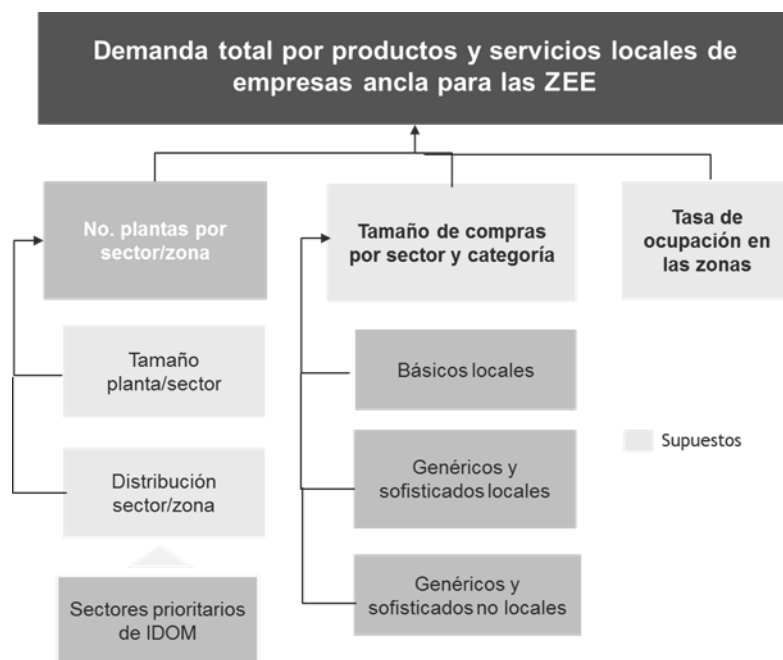 Demanda total por productos y servicios locales de
empresas ancla para las ZEE
No. plantas por
sector/zona
Tamaño de compras
por sector y categoría
Tasa de
ocupación en
las zonas
Tamaño
planta/sector
Básicos locales
Distribución
sector/zona
Genéricos y
sofisticados locales
Supuestos
Sectores prioritarios
de IDOM
Genéricos y
sofisticados no locales